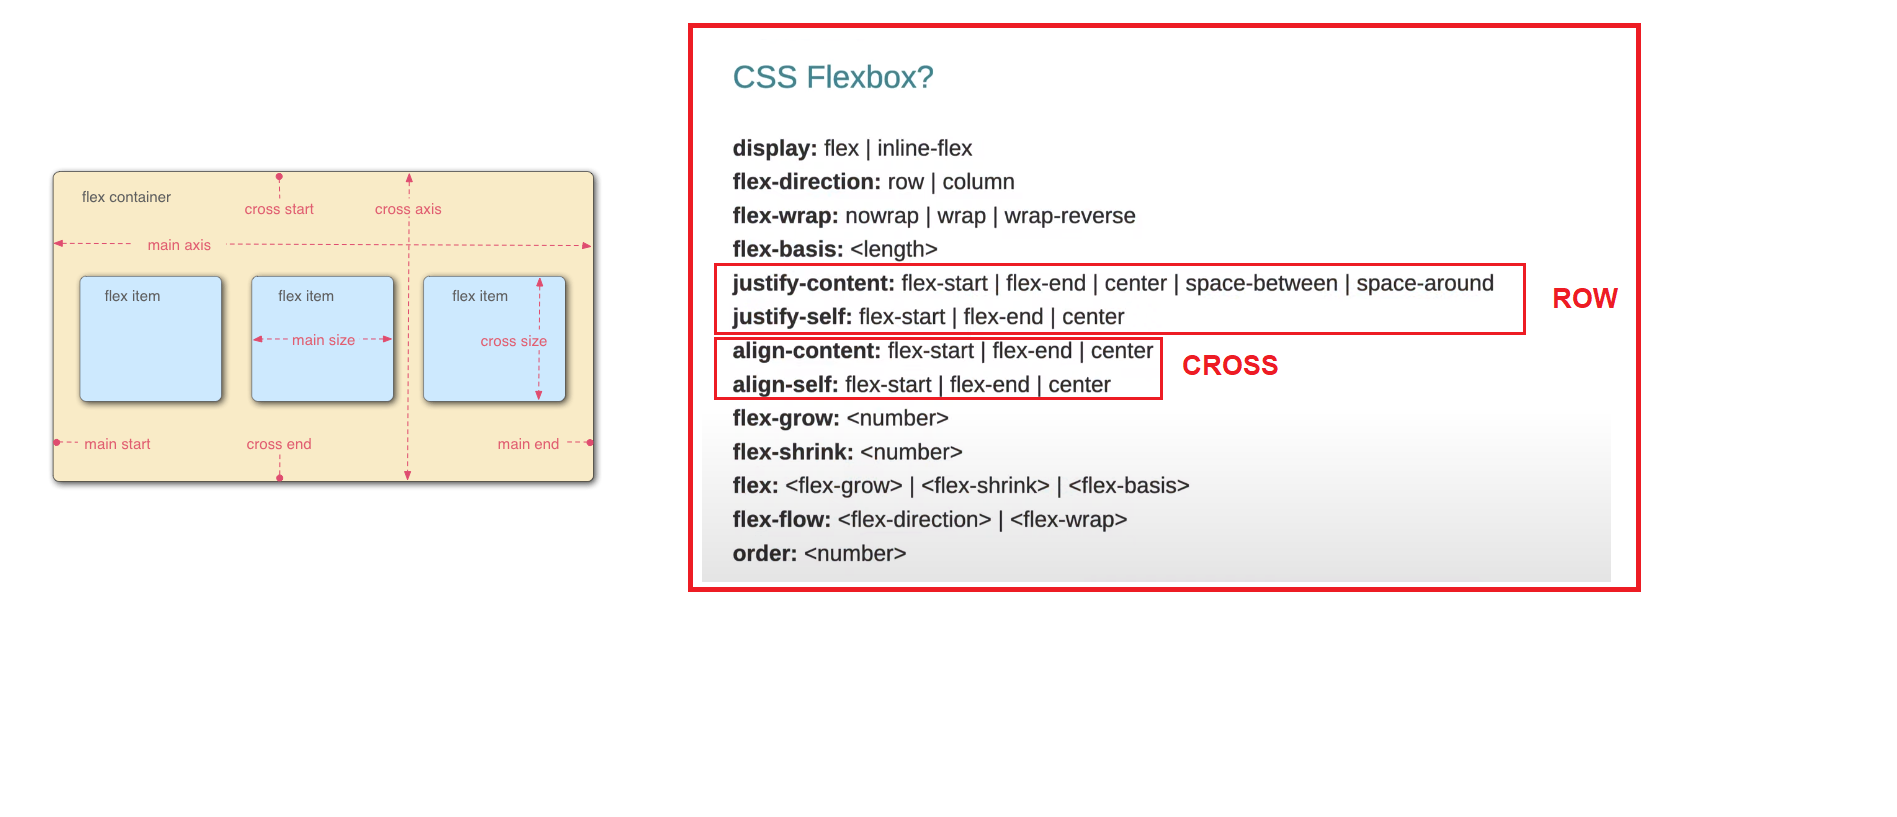 flex container
cross start
cross axis
main axis
flex item
flex item
flex item
main size
cross size
main start
cross end
main end
CSS Flexbox?
display: flex | inline-flex
flex-direction: row | column
flex-wrap: nowrap | wrap | wrap-reverse
flex-basis: <length>
justify-content: flex-start | flex-end | center | space-between | space-around
justify-self: flex-start | flex-end | center
ROW
align-content: flex-start | flex-end | center
align-self: flex-start | flex-end | center
CROSS
flex-grow: <number>
flex-shrink: <number>
flex: <flex-grow> | <flex-shrink> | <flex-basis>
flex-flow: <flex-direction> | <flex-wrap>
order: <number>